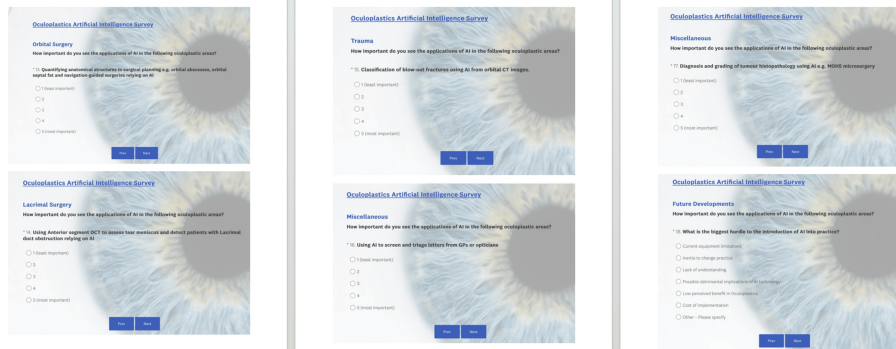 Oculoplastics Artificial Intelligence Survey
Orbital Surgery
How important do you see the applications of AI in the following oculoplastic areas?
* 13. Quantifying anatomical structures in surgical planning e.g. orbital abscesses, orbital
septal fat and navigation-guided surgeries relying on AI
1 (least important)
2
3
4
5 (most important)
Prev Next
Oculoplastics Artificial Intelligence Survey
Lacrimal Surgery
How important do you see the applications of AI in the following oculoplastic areas?
* 14. Using Anterior segment OCT to assess tear meniscus and detect patients with Lacrimal
duct obstruction relying on AI
1 (least important)
2
3
4
5 (most important)
Prev Next
Oculoplastics Artificial Intelligence Survey
Trauma
How important do you see the applications of AI in the following oculoplastic areas?
* 15. Classification of blow-out fractures using AI from orbital CT images.
1 (least important)
2
3
4
5 (most important)
Prev Next
Oculoplastics Artificial Intelligence Survey
Miscellaneous
How important do you see the applications of AI in the following ocoloplastic areas?
* 16. Using AI to screen and triage letters from GPs or opticians
1 (least important)
2
3
4
5 (most important)
Prev Next
Oculoplastics Artificial Intelligence Survey
Miscellaneous
How important do you see the applications of AI in the following oculoplastic areas?
* 17. Diagnosis and grading of tumour histopathology using AI e.g. MOHS microsurgery
1 (least important)
2
3
4
5 (most important)
Prev Next
Oculoplastics Artificial Intelligence Survey
Future Developments
How important do you see the applications of AI in the following oculoplastic areas?
* 18. What is the biggest hurdle to the introduction of AI into practice?
Current equipment limitations
Inertia to change practice
Lack of understanding
Possible detrimental implications of AI technology
Low perceived benefit in Oculoplastics
Cost of implementation
Other - Please specify
Prev Next